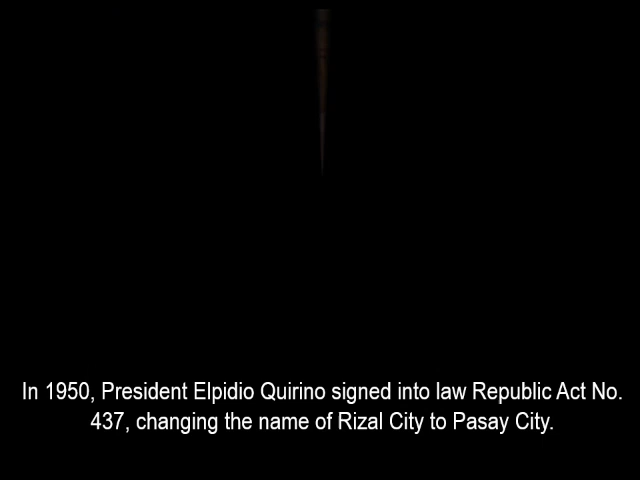 In 1950, President Elpidio Quirino signed into law Republic Act No.
437, changing the name of Rizal City to Pasay City.